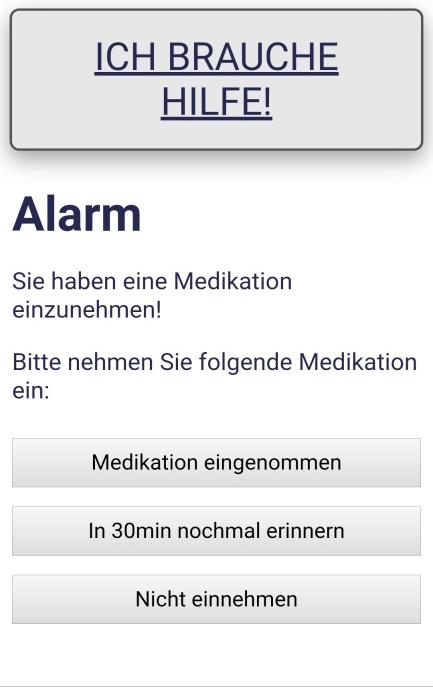 ICH BRAUCHE
HILFE!
Alarm
Sie haben eine Medikation
einzunehmen!
Bitte nehmen Sie folgende Medikation
ein:
Medikation eingenommen
In 30min nochmal erinnern
Nicht einnehmen